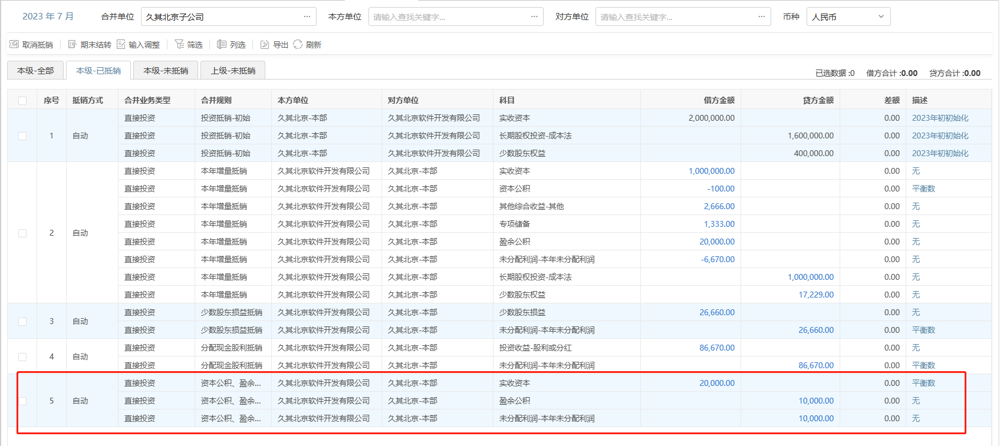 2023 年 7 月 合并单位 久其北京子公司 ... 本方单位 请输入查找关键字... ... 对方单位 请输入查找关键字... ... 币种 人民币
取消抵销 期末结转 输入调整 筛选 列选 导出 刷新
本级-全部 本级-已抵销 本级-未抵销 上级-未抵销 已选数据 :0 借方合计 :0.00 贷方合计 :0.00
序号 抵销方式 合并业务类型 合并规则 本方单位 对方单位 科目 借方金额 贷方金额 差额 描述
直接投资 投资抵销-初始 久其北京-本部 久其北京软件开发有限公司 实收资本 2,000,000.00 0.00 2023年初初始化
1 自动 直接投资 投资抵销-初始 久其北京-本部 久其北京软件开发有限公司 长期股权投资-成本法 1,600,000.00 0.00 2023年初初始化
直接投资 投资抵销-初始 久其北京-本部 久其北京软件开发有限公司 少数股东权益 400,000.00 0.00 2023年初初始化
直接投资 本年增量抵销 久其北京软件开发有限公司 久其北京-本部 实收资本 1,000,000.00 0.00 无
直接投资 本年增量抵销 久其北京软件开发有限公司 久其北京-本部 资本公积 -100.00 0.00 平衡数
直接投资 本年增量抵销 久其北京软件开发有限公司 久其北京-本部 其他综合收益-其他 2,666.00 0.00 无
直接投资 本年增量抵销 久其北京软件开发有限公司 久其北京-本部 专项储备 1,333.00 0.00 无
2 自动
直接投资 本年增量抵销 久其北京软件开发有限公司 久其北京-本部 盈余公积 20,000.00 0.00 无
直接投资 本年增量抵销 久其北京软件开发有限公司 久其北京-本部 未分配利润-本年未分配利润 -6,670.00 0.00 无
直接投资 本年增量抵销 久其北京软件开发有限公司 久其北京-本部 长期股权投资-成本法 1,000,000.00 0.00 无
直接投资 本年增量抵销 久其北京软件开发有限公司 久其北京-本部 少数股东权益 17,229.00 0.00 无
直接投资 少数股东损益抵销 久其北京软件开发有限公司 久其北京-本部 少数股东损益 26,660.00 0.00 无
3 自动
直接投资 少数股东损益抵销 久其北京软件开发有限公司 久其北京-本部 未分配利润-本年未分配利润 26,660.00 0.00 平衡数
直接投资 分配现金股利抵销 久其北京软件开发有限公司 久其北京-本部 投资收益-股利或分红 86,670.00 0.00 无
4 自动
直接投资 分配现金股利抵销 久其北京软件开发有限公司 久其北京-本部 未分配利润-本年未分配利润 86,670.00 0.00 平衡数
直接投资 资本公积、盈余... 久其北京软件开发有限公司 久其北京-本部 实收资本 20,000.00 0.00 平衡数
5 自动 直接投资 资本公积、盈余... 久其北京软件开发有限公司 久其北京-本部 盈余公积 10,000.00 0.00 无
直接投资 资本公积、盈余... 久其北京软件开发有限公司 久其北京-本部 未分配利润-本年未分配利润 10,000.00 0.00 无